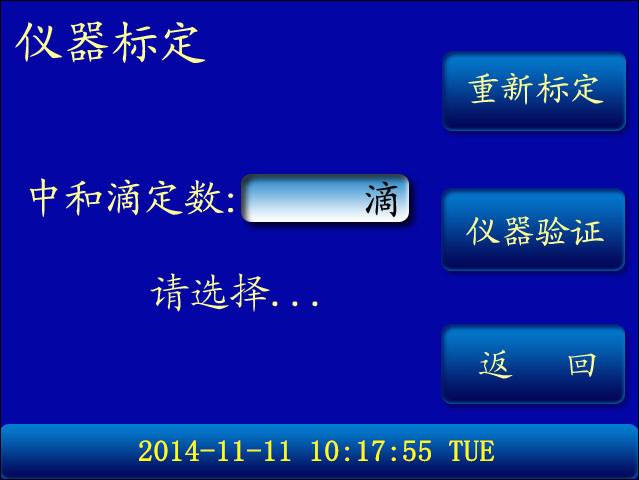 仪器标定
重新标定
中和滴定数: 滴
仪器验证
请选择...
返 回
2014-11-11 10:17:55 TUE